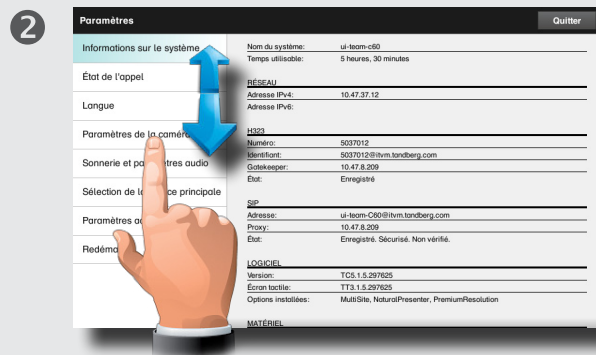 2
Paramètres
Quitter
Informations sur le système
État de l'appel
Langue
Paramètres de la caméra
Sonnerie et paramètres audio
Sélection de la principale
Paramètres
Nom du système: ui-team-c60
Temps utilisable: 5 heures, 30 minutes
RÉSEAU
Adresse IPv4: 10.47.37.12
Adresse IPv6:
H323
Numéro: 5037012
Identifiant: 5037012@itvm.tandberg.com
Gatekeeper: 10.47.8.209
État: Enregistré
SIP
Adresse: ui-team-C60@itvm.tandberg.com
Proxy: 10.47.8.209
État: Enregistré. Sécurisé. Non vérifié.
LOGICIEL
Version: TC5.1.5.297625
Écran tactile: TT3.1.5.297625
Options installées: MultiSite, NaturalPresenter, PremiumResolution
MATÉRIEL